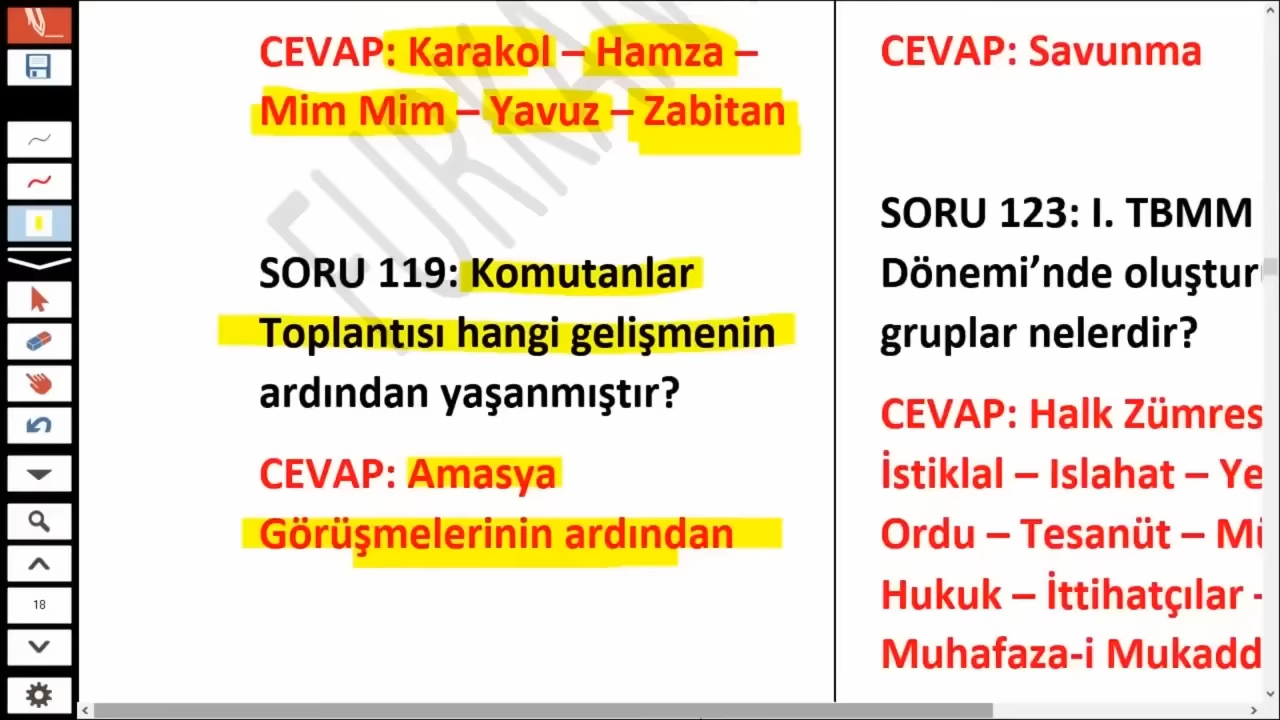 CEVAP: Karakol – Hamza –
Mim Mim – Yavuz – Zabitan
SORU 119: Komutanlar
Toplantısı hangi gelişmenin
ardından yaşanmıştır?
CEVAP: Amasya
Görüşmelerinin ardından
CEVAP: Savunma
SORU 123: I. TBMM
Dönemi’nde oluştur
gruplar nelerdir?
CEVAP: Halk Zümres
İstiklal – Islahat – Ye
Ordu – Tesanüt – Mü
Hukuk – İttihatçılar -
Muhafaza-i Mukadd
FURKAN
18